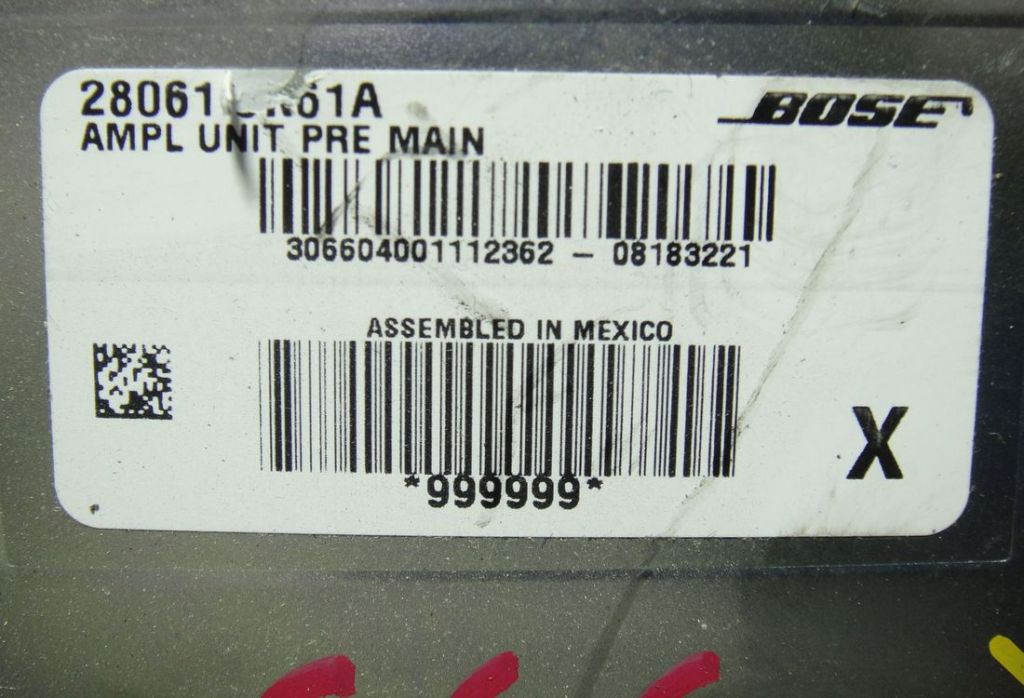 BOSE
AMPL UNIT PRE MAIN
306604001112362 - 08183221
ASSEMBLED IN MEXICO
*999999*
X